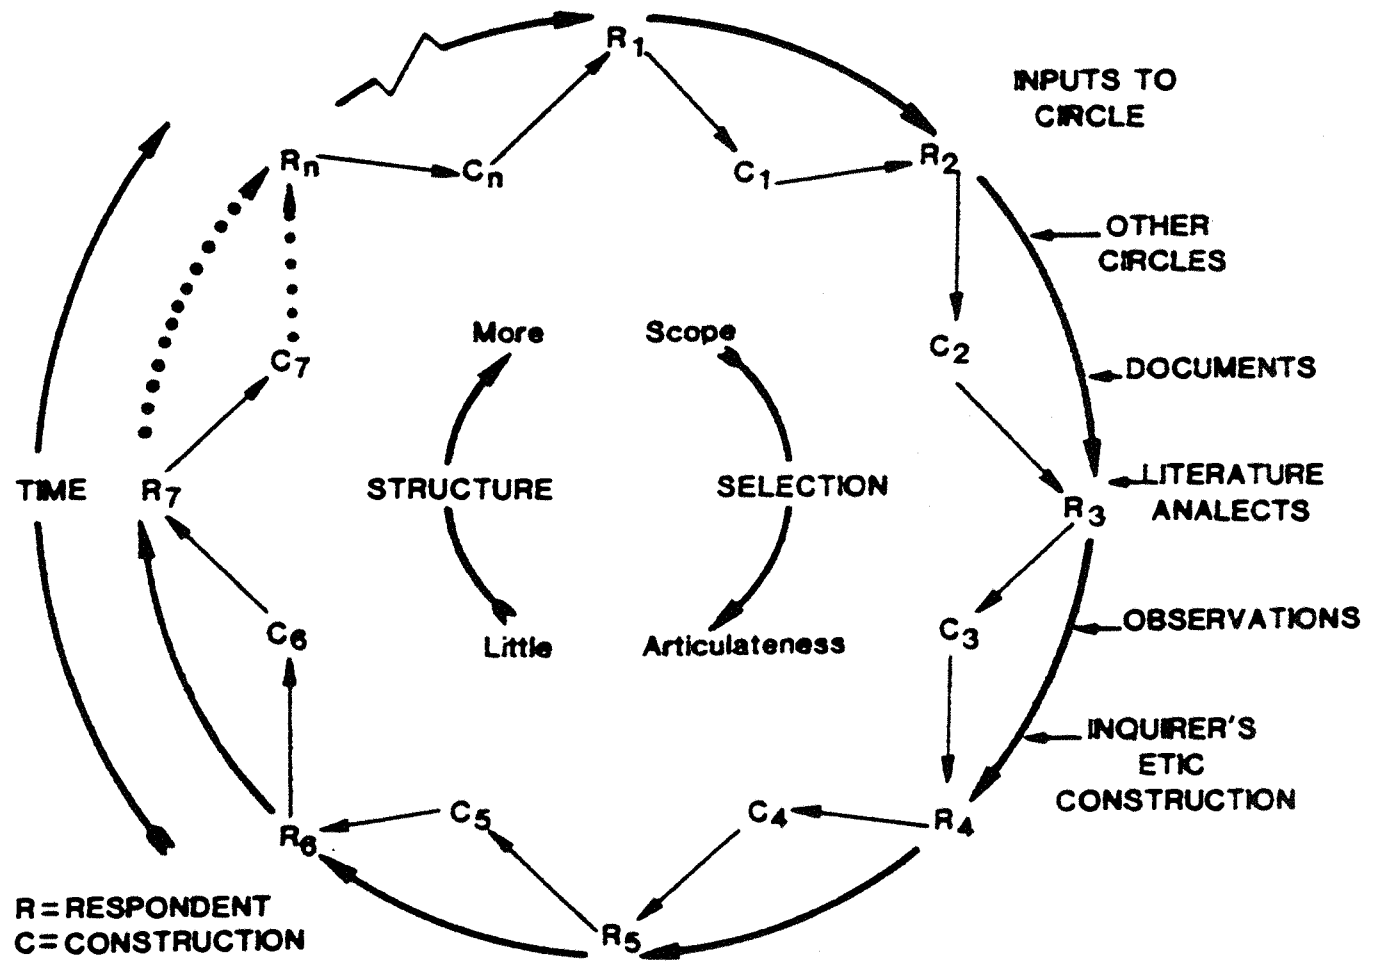 R1
INPUTS TO
CIRCLE
Rn
Cn
C1
R2
OTHER
CIRCLES
More
Scope
C2
C7
DOCUMENTS
TIME
R7
STRUCTURE
SELECTION
LITERATURE
ANALECTS
R3
C6
Little
Articulateness
C3
OBSERVATIONS
INQUIRER'S
ETIC
CONSTRUCTION
R6
C5
C4
R4
R5
R=RESPONDENT
C=CONSTRUCTION